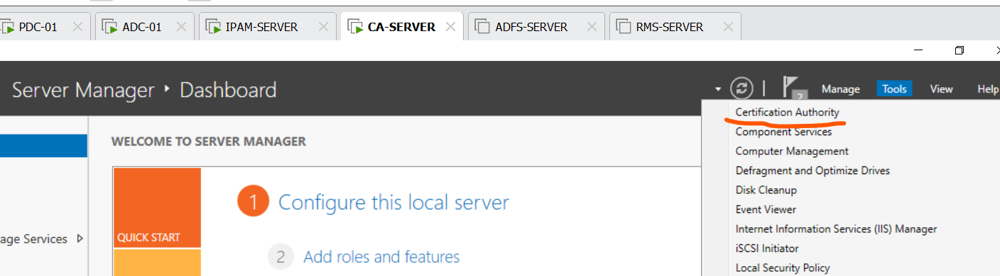 PDC-01 ADC-01 IPAM-SERVER CA-SERVER ADFS-SERVER RMS-SERVER
Server Manager Dashboard
2 Manage Tools View Help
Certification Authority
Component Services
Computer Management
Defragment and Optimize Drives
Disk Cleanup
Event Viewer
Internet Information Services (IIS) Manager
iSCSI Initiator
Local Security Policy
WELCOME TO SERVER MANAGER
1 Configure this local server
QUICK START
2 Add roles and features
age Services